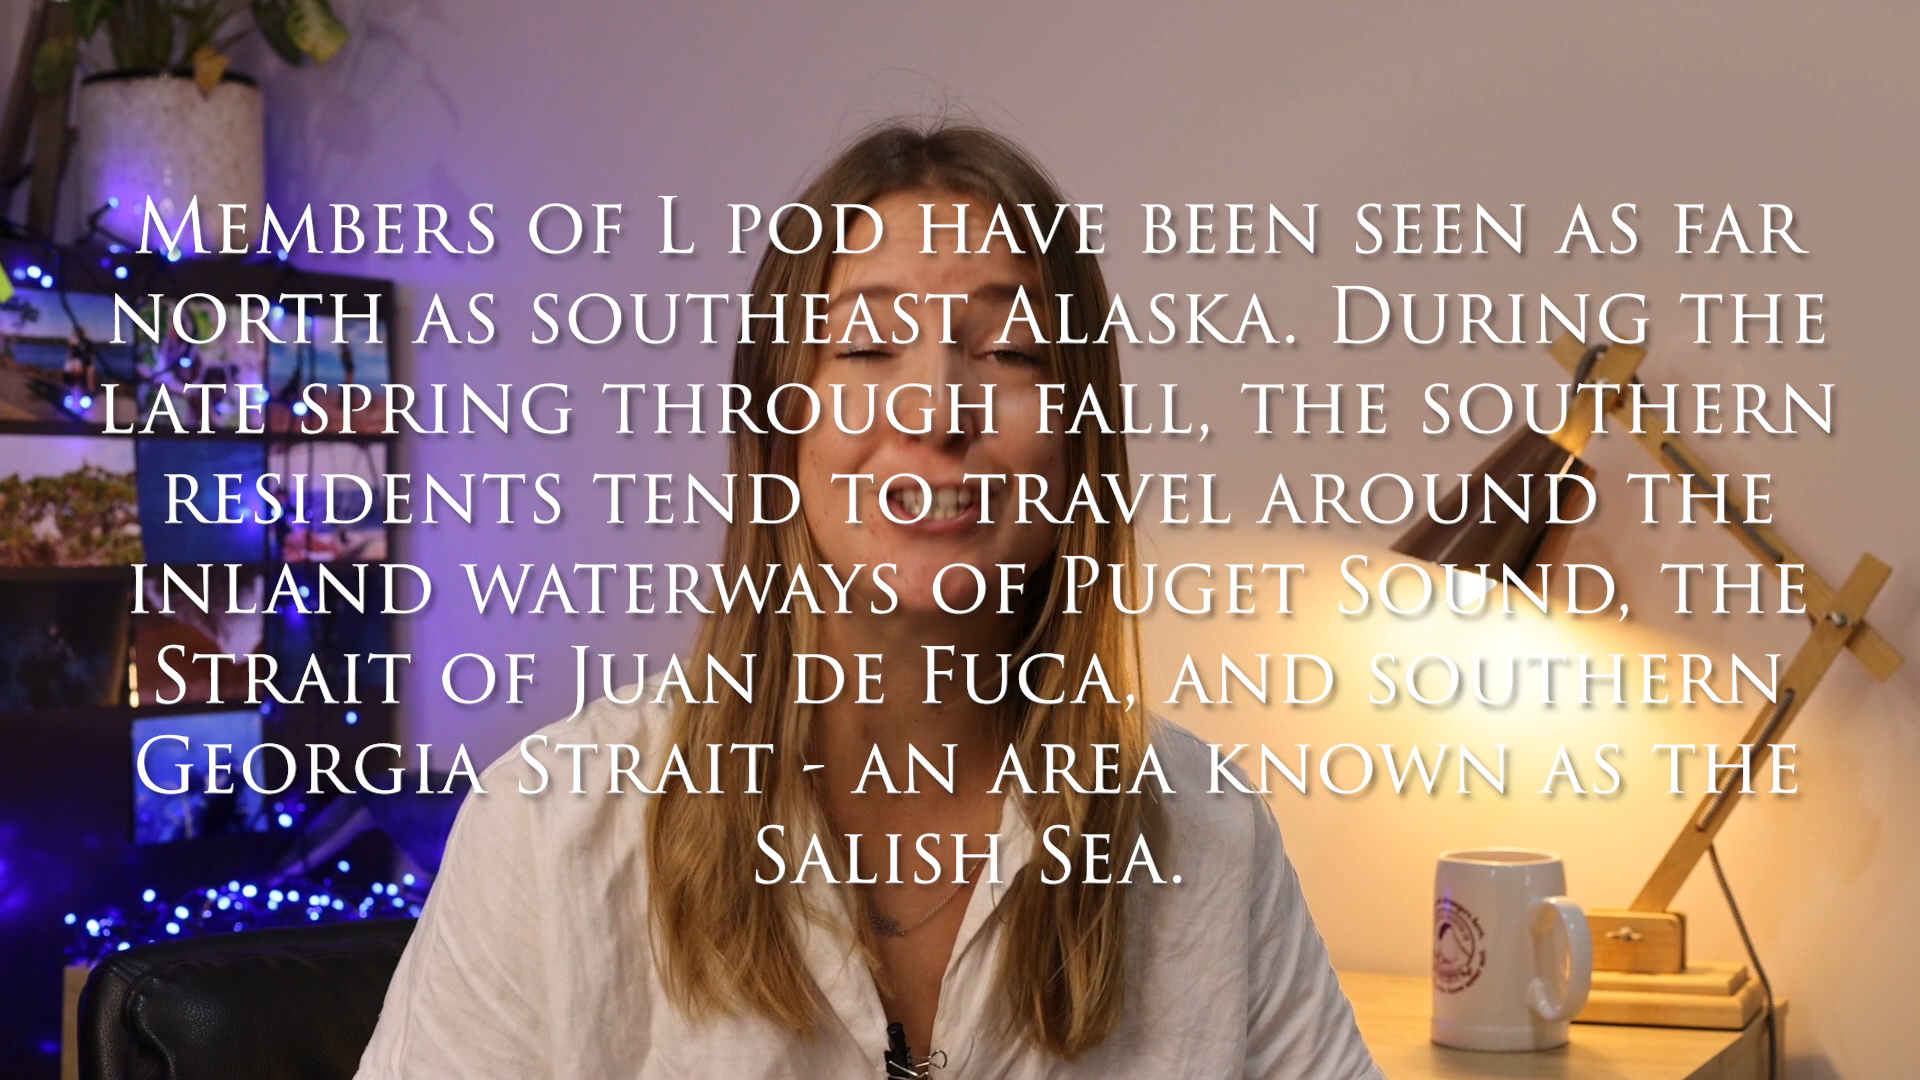 Members of L pod have been seen as far
north as southeast Alaska. During the
late spring through fall, the southern
residents tend to travel around the
inland waterways of Puget Sound, the
Strait of Juan de Fuca, and southern
Georgia Strait - an area known as the
Salish Sea.